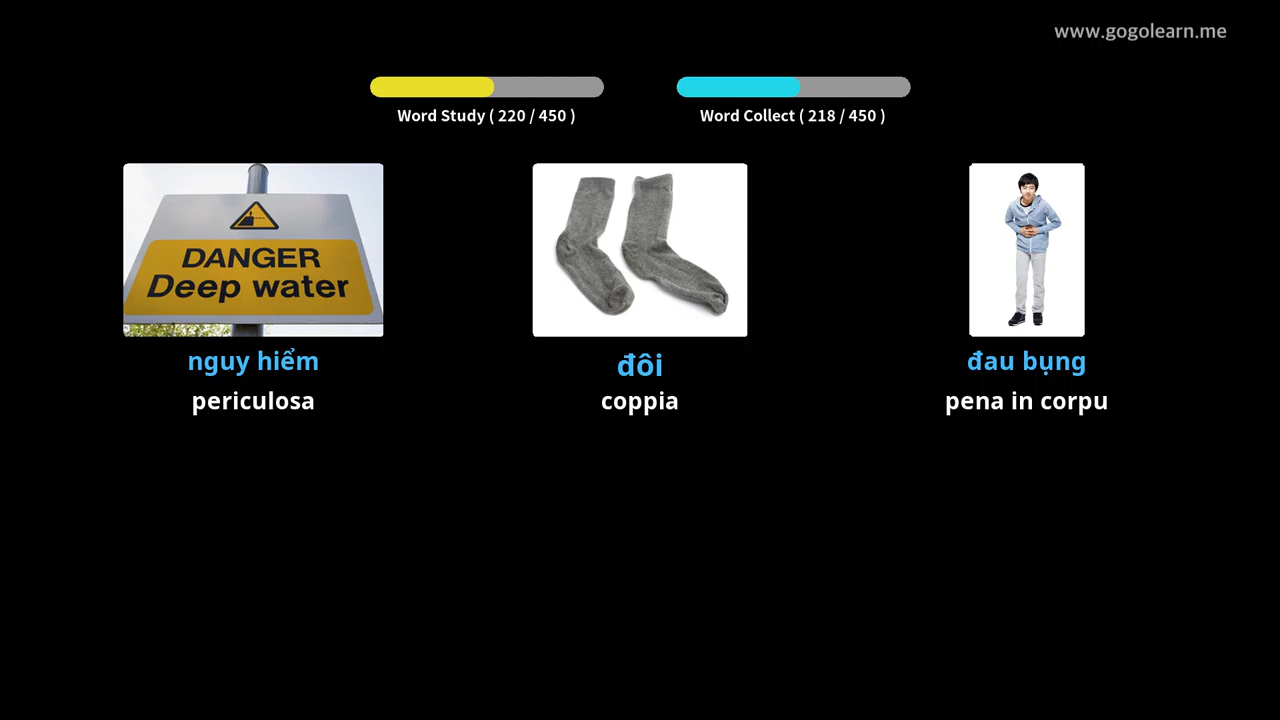 www.gogolearn.me
Word Study ( 220 / 450 )
Word Collect ( 218 / 450 )
DANGER
Deep water
nguy hiểm
periculosa
đôi
coppia
đau bụng
pena in corpu